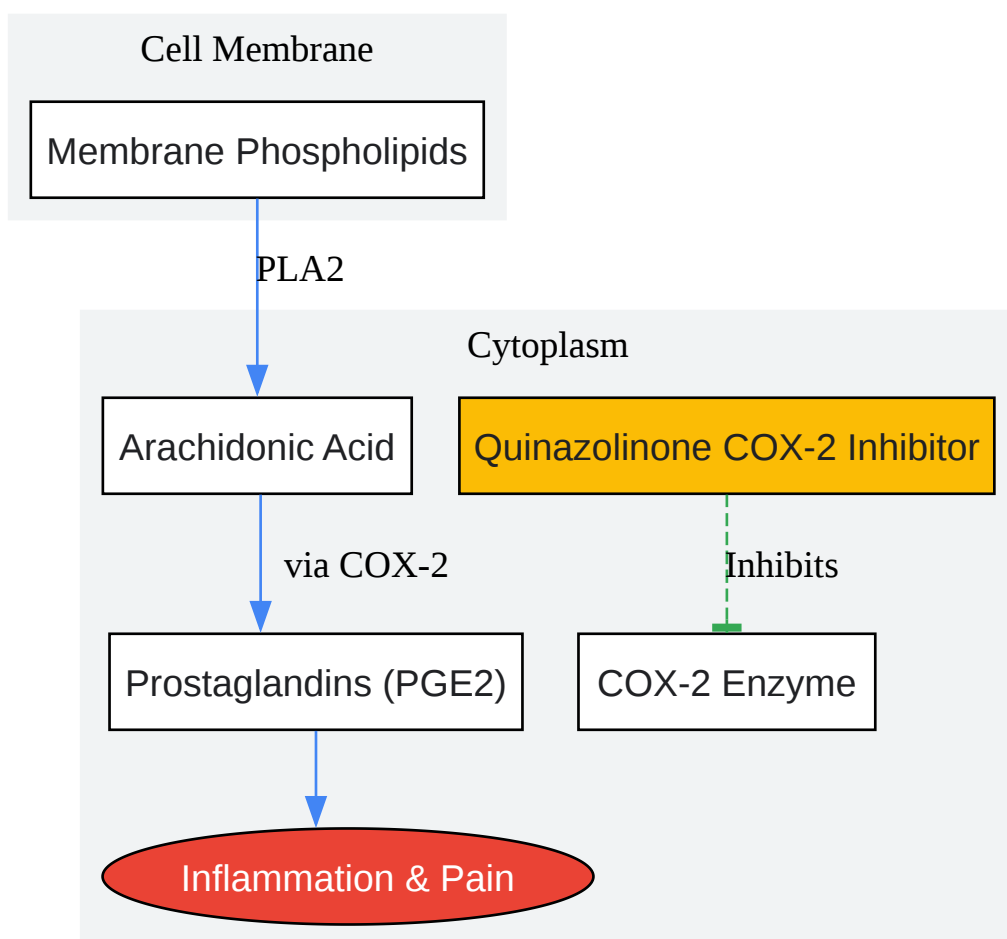 Cell Membrane
Membrane Phospholipids
PLA2
Cytoplasm
Arachidonic Acid
Quinazolinone COX-2 Inhibitor
via COX-2
Inhibits
Prostaglandins (PGE2)
COX-2 Enzyme
Inflammation & Pain